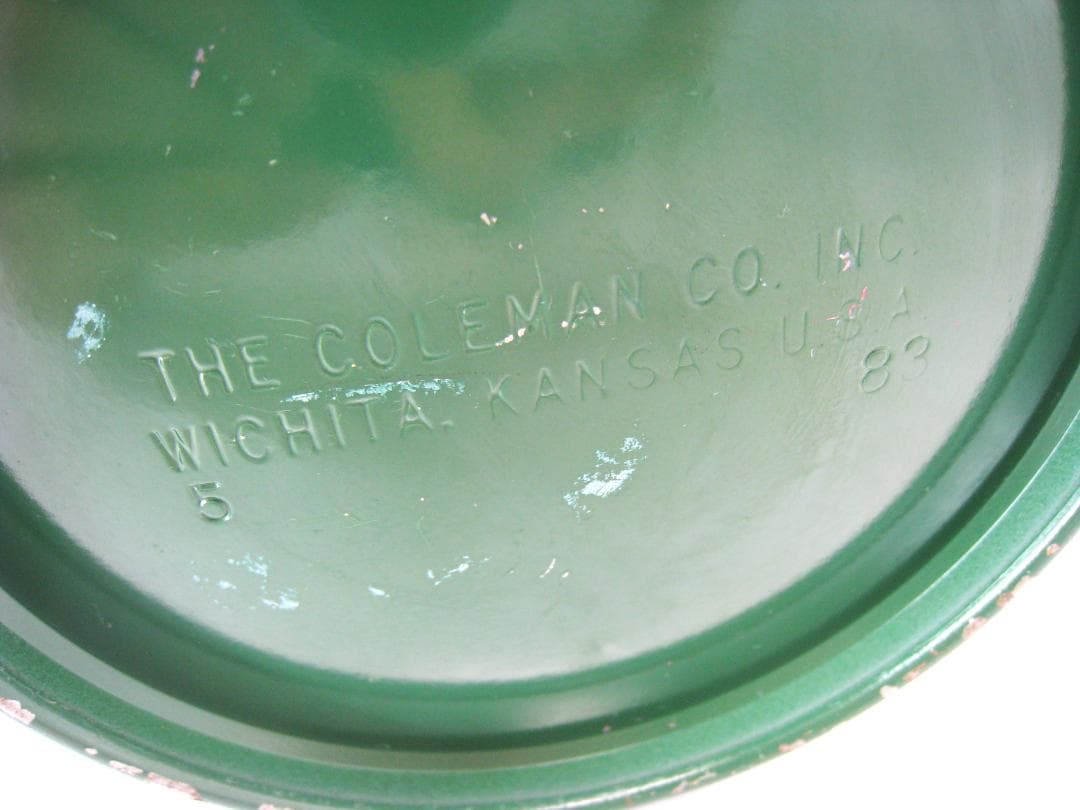 THE COLEMAN CO. INC.
WICHITA, KANSAS U.S.A.
5 83